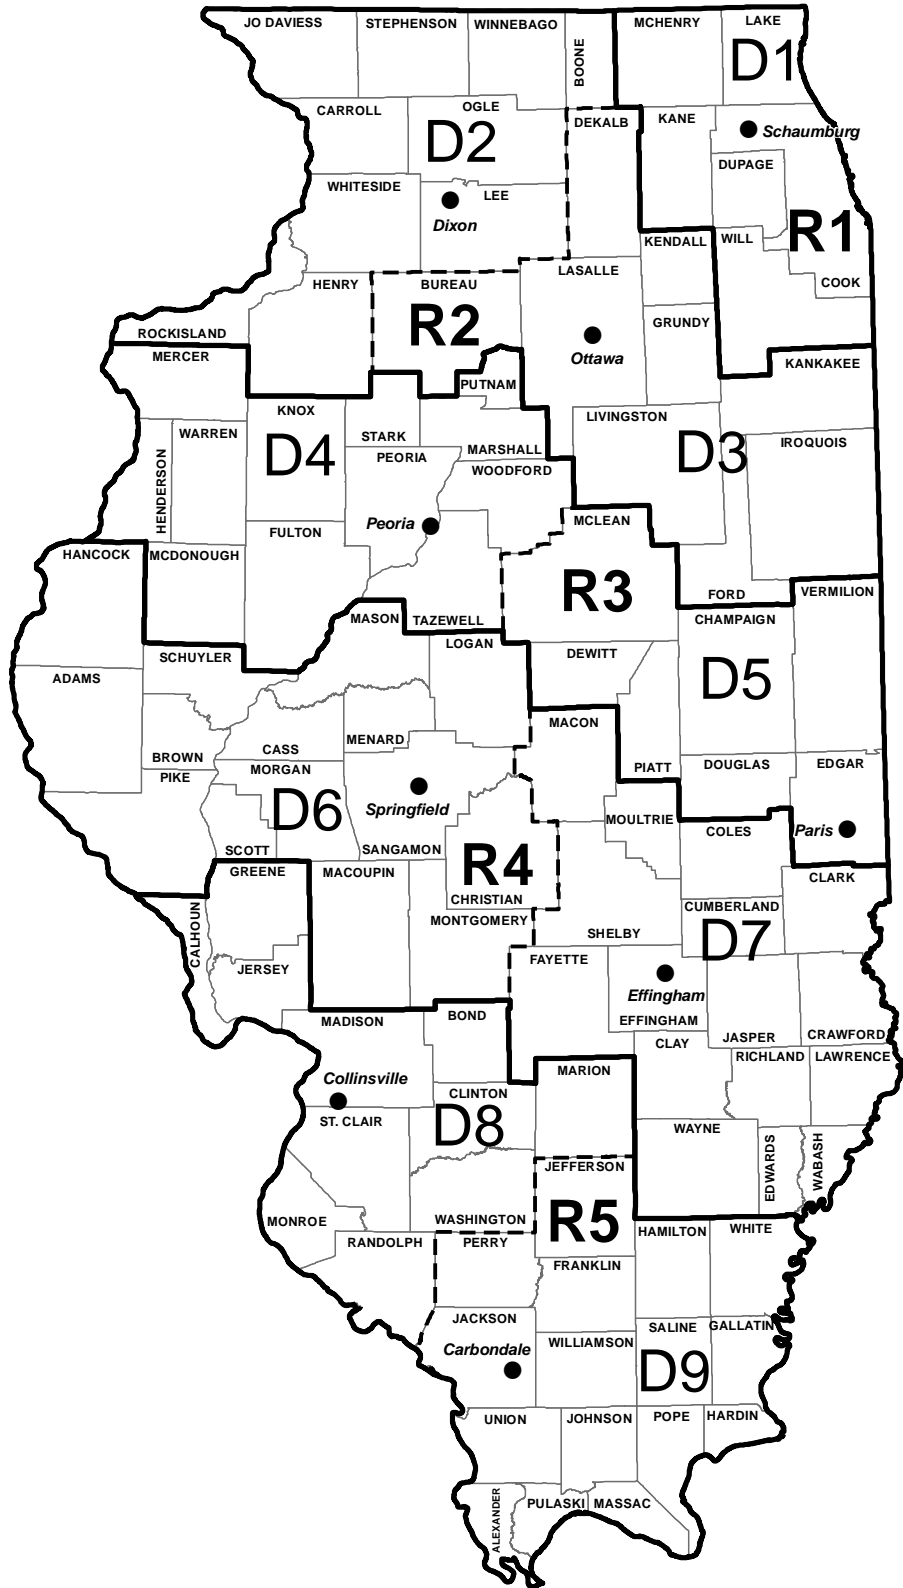 JO DAVIESS
STEPHENSON
WINNEBAGO
BOONE
MCHENRY
LAKE
D1
CARROLL
OGLE
D2
DEKALB
KANE
Schaumburg
DUPAGE
WHITESIDE
LEE
Dixon
R1
KENDALL
WILL
COOK
LASALLE
HENRY
BUREAU
R2
GRUNDY
ROCKISLAND
Ottawa
MERCER
KANKAKEE
PUTNAM
KNOX
LIVINGSTON
WARREN
STARK
D4
MARSHALL
D3
IROQUOIS
PEORIA
WOODFORD
HENDERSON
Peoria
MCLEAN
FULTON
HANCOCK
MCDONOUGH
R3
FORD
VERMILION
MASON
TAZEWELL
CHAMPAIGN
LOGAN
DEWITT
SCHUYLER
ADAMS
D5
MACON
MENARD
BROWN
CASS
PIATT
DOUGLAS
EDGAR
PIKE
MORGAN
D6
Springfield
MOULTRIE
COLES
Paris
SCOTT
SANGAMON
R4
GREENE
MACOUPIN
CLARK
CHRISTIAN
CUMBERLAND
MONTGOMERY
CALHOUN
SHELBY
D7
FAYETTE
JERSEY
Effingham
MADISON
BOND
EFFINGHAM
CLAY
JASPER
CRAWFORD
RICHLAND
LAWRENCE
MARION
Collinsville
CLINTON
ST. CLAIR
D8
WAYNE
EDWARDS
WABASH
JEFFERSON
MONROE
WASHINGTON
R5
RANDOLPH
PERRY
HAMILTON
WHITE
FRANKLIN
JACKSON
SALINE
GALLATIN
WILLIAMSON
Carbondale
D9
UNION
JOHNSON
POPE
HARDIN
ALEXANDER
PULASKI
MASSAC